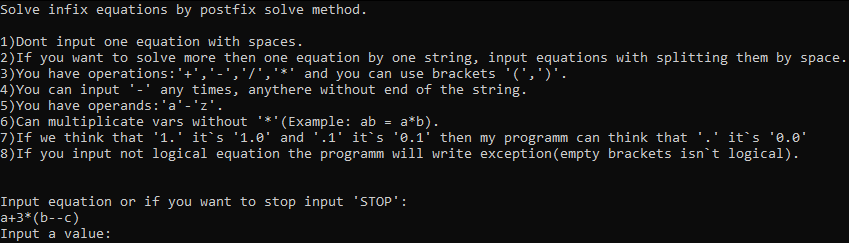 Solve infix equations by postfix solve method.
1)Dont input one equation with spaces.
2)If you want to solve more then one equation by one string, input equations with splitting them by space.
3)You have operations:'+','-','/','*' and you can use brackets '(',')'.
4)You can input '-' any times, anythere without end of the string.
5)You have operands:'a'-'z'.
6)Can multiplicate vars without '*'(Example: ab = a*b).
7)If we think that '1.' it`s '1.0' and '.1' it`s '0.1' then my programm can think that '.' it`s '0.0'
8)If you input not logical equation the programm will write exception(empty brackets isn`t logical).
Input equation or if you want to stop input 'STOP':
a+3*(b--c)
Input a value: